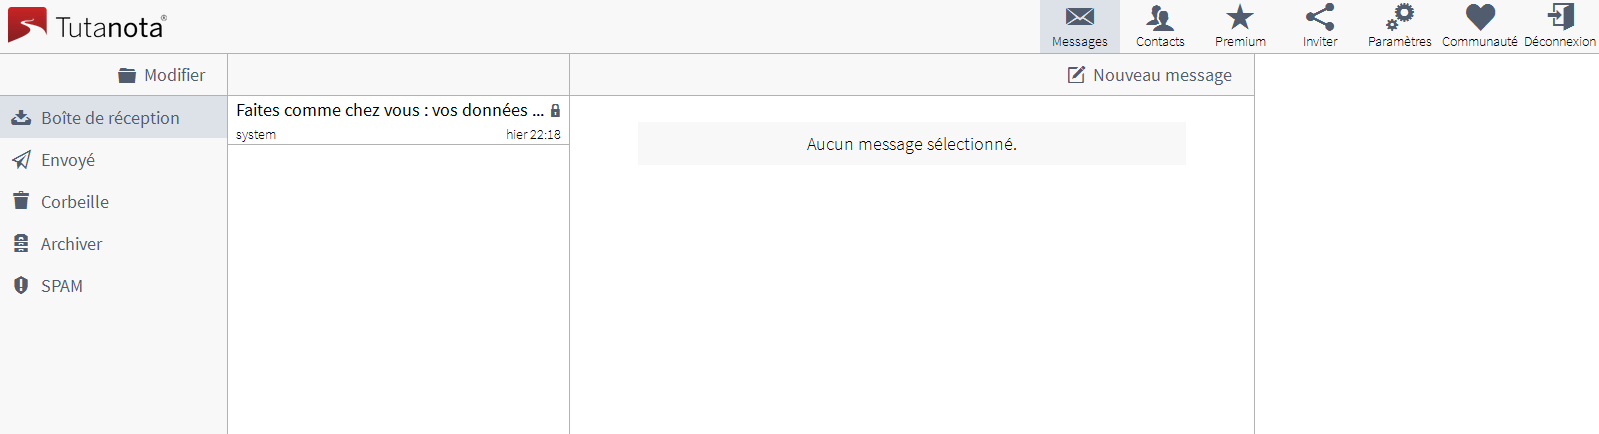 Tutanota®
Messages
Contacts
Premium
Inviter
Paramètres
Communauté
Déconnexion
Modifier
Nouveau message
Boîte de réception
Envoyé
Corbeille
Archiver
SPAM
Faites comme chez vous : vos données ...
system hier 22:18
Aucun message sélectionné.